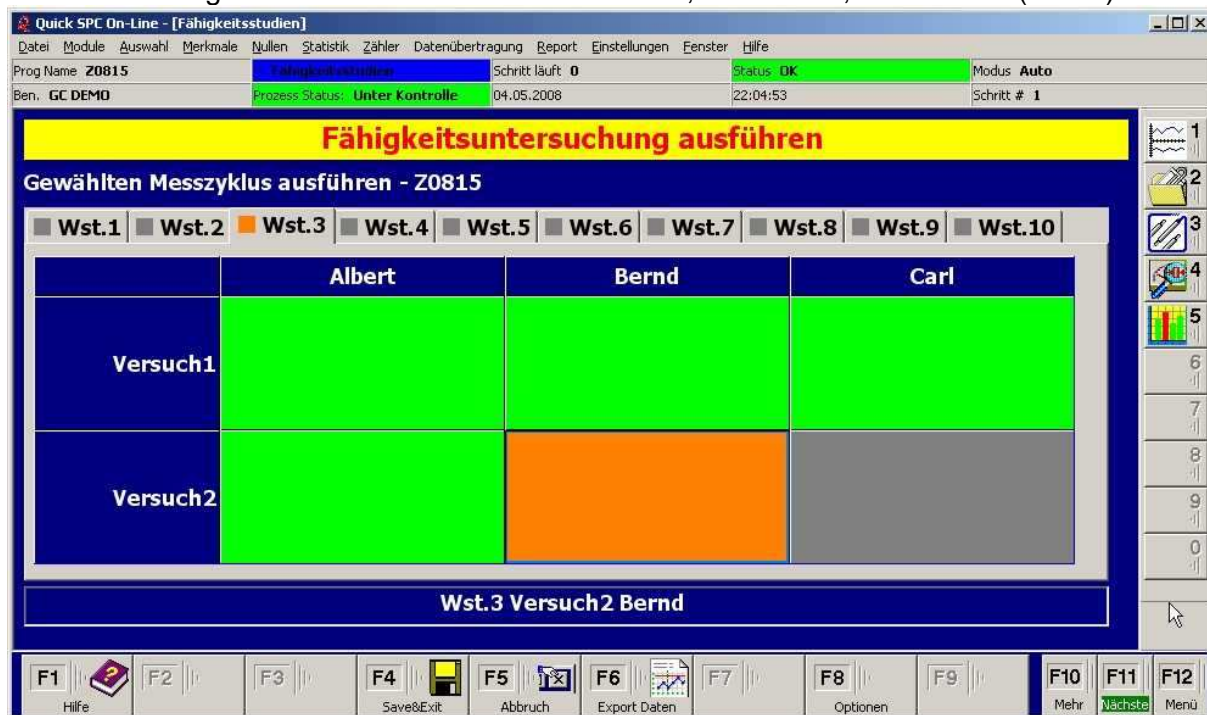 Quick SPC On-Line - [Fähigkeitsstudien]
Datei Module Auswahl Merkmale Nullen Statistik Zähler Datenübertragung Report Einstellungen Fenster Hilfe
Prog Name Z0815 Fähigkeitsstudien Schritt läuft 0 Status OK Modus Auto
Ben. GC DEMO Prozess Status: Unter Kontrolle 04.05.2008 22:04:53 Schritt # 1
Fähigkeitsuntersuchung ausführen
Gewählten Messzyklus ausführen - Z0815
Wst.1 Wst.2 Wst.3 Wst.4 Wst.5 Wst.6 Wst.7 Wst.8 Wst.9 Wst.10
Albert Bernd Carl
Versuch1
Versuch2
Wst.3 Versuch2 Bernd
1
2
3
4
5
6
7
8
9
0
F1 F2 F3 F4 F5 F6 F7 F8 F9 F10 F11 F12
Hilfe Save&Exit Abbruch Export Daten Optionen Mehr Nächste Menü